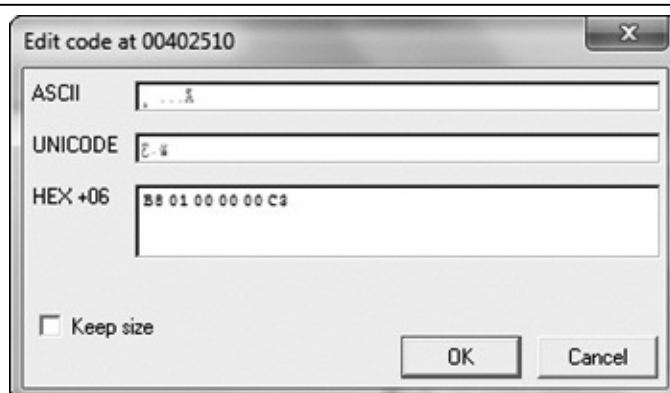 Edit code at 00402510
ASCII
UNICODE
HEX +06 B8 01 00 00 00 C3
Keep size
OK Cancel